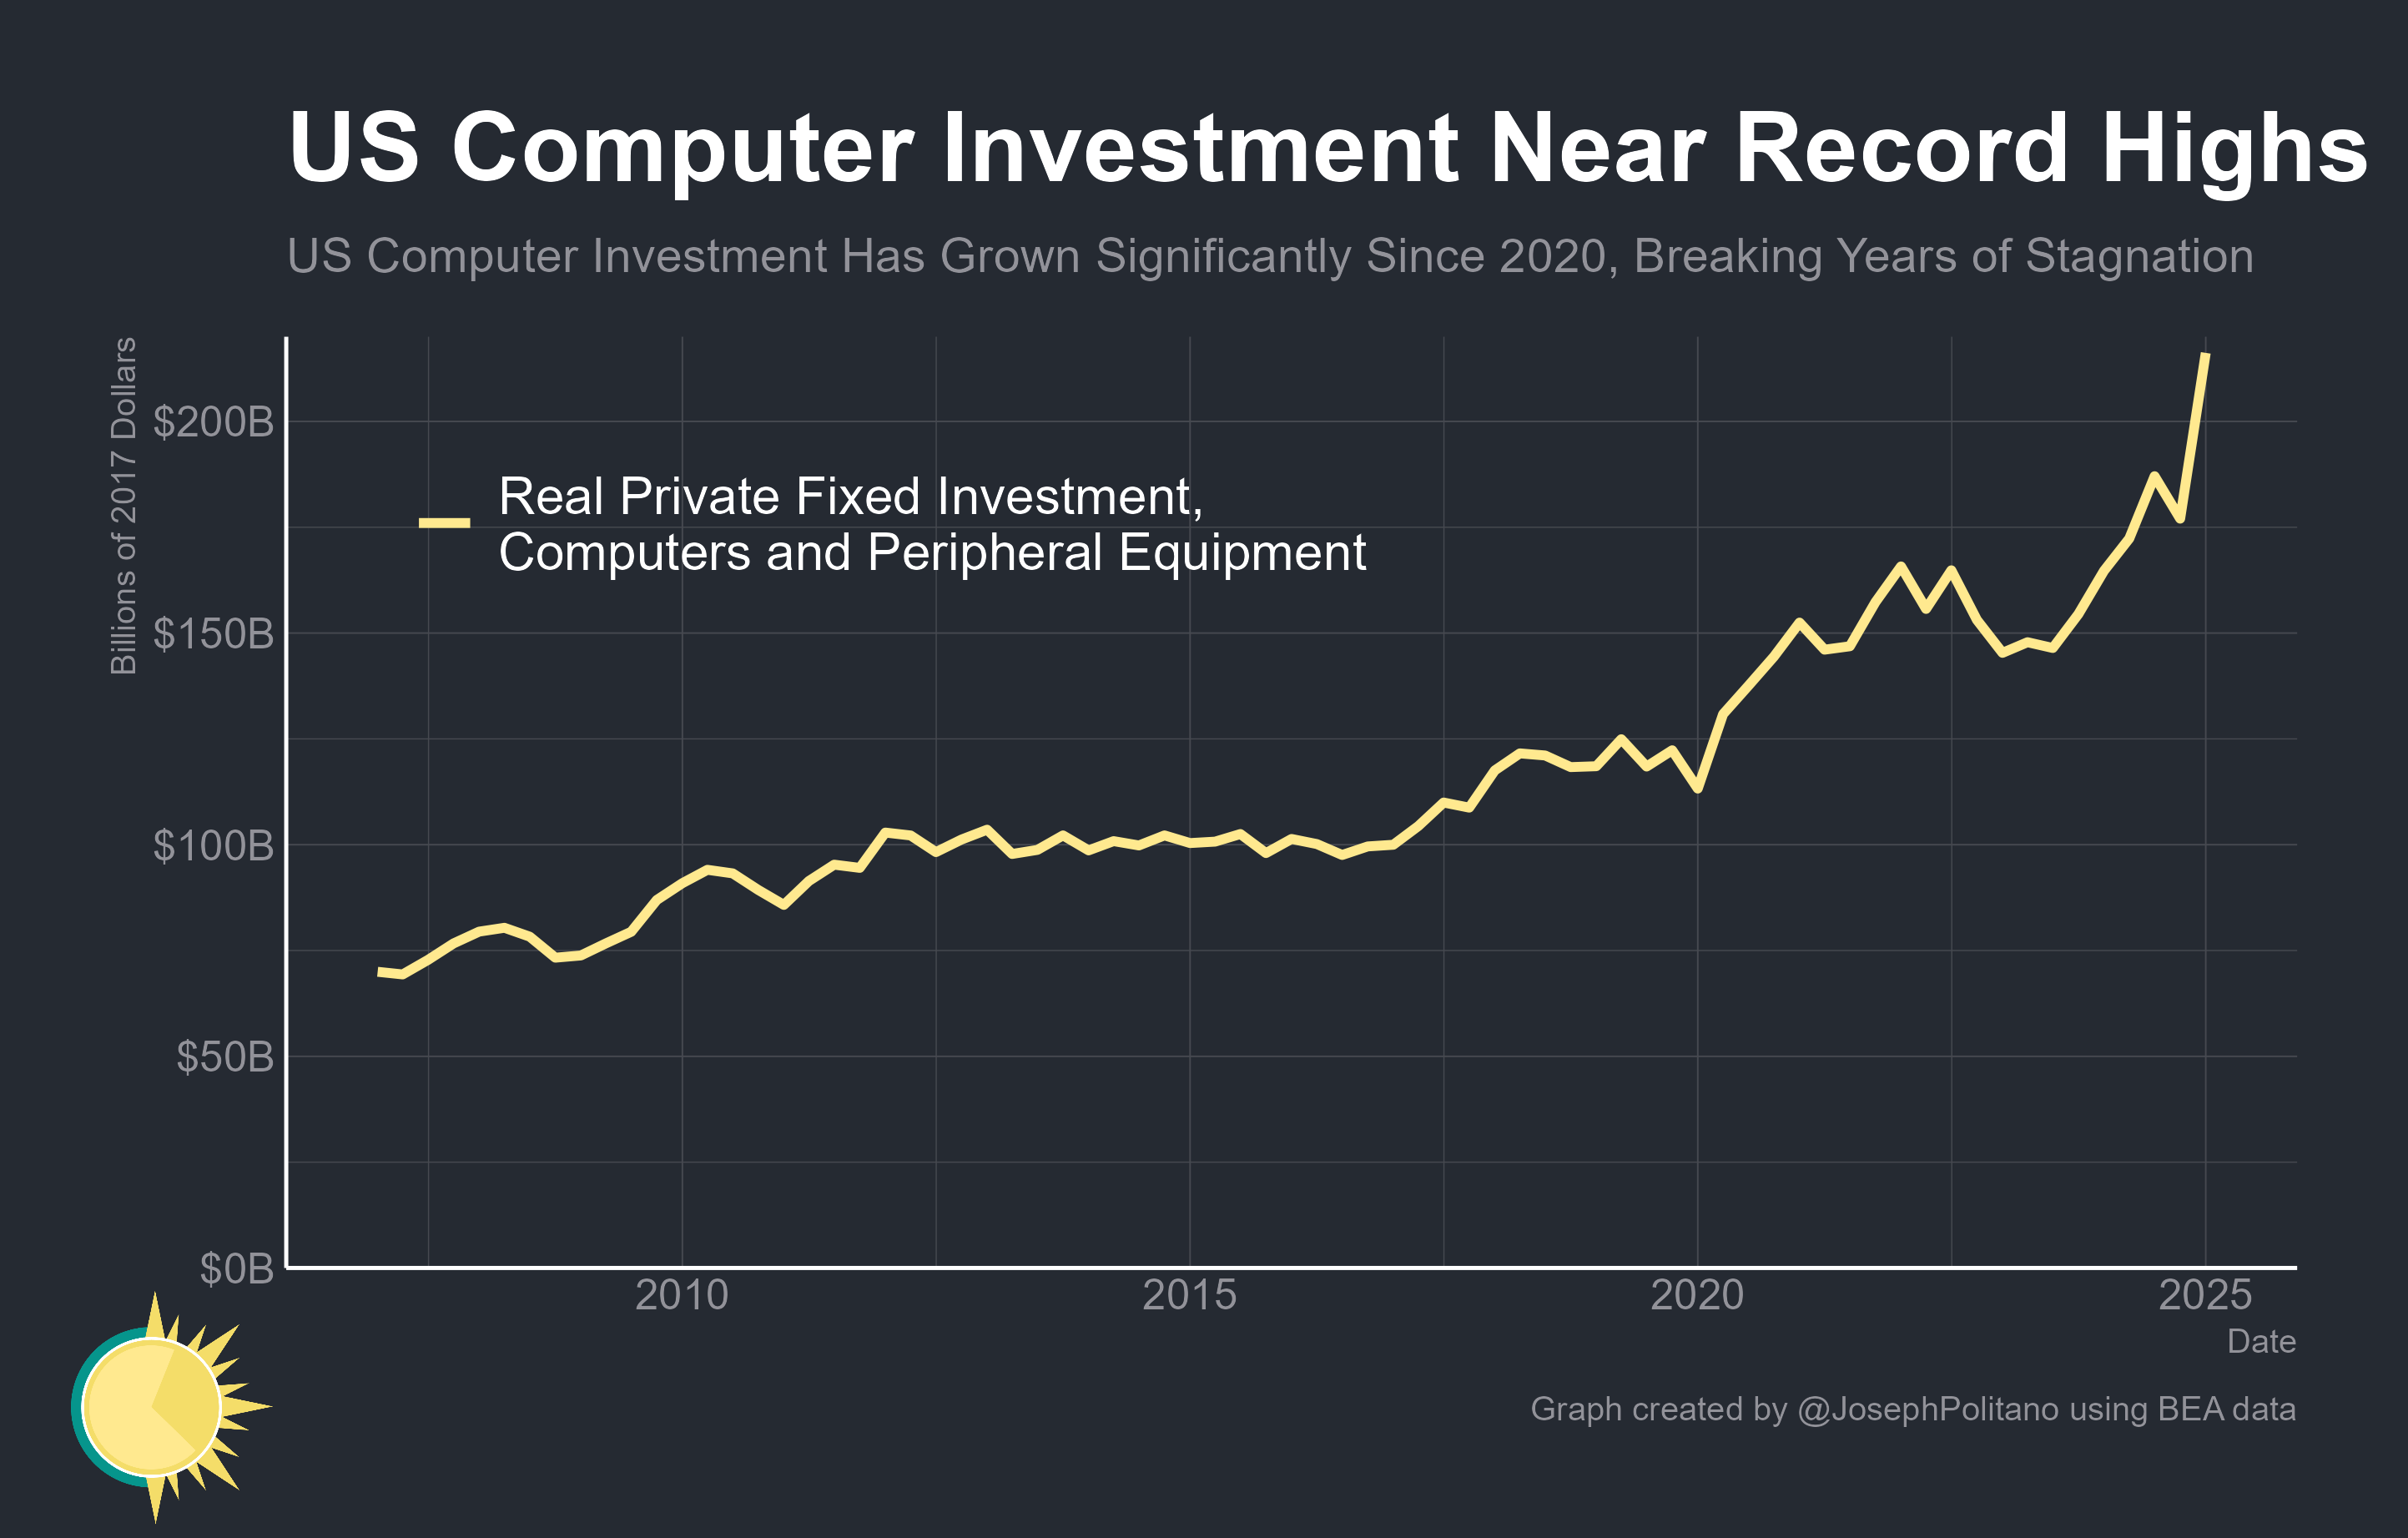 US Computer Investment Near Record Highs
US Computer Investment Has Grown Significantly Since 2020, Breaking Years of Stagnation
Billions of 2017 Dollars
$200B
$150B
$100B
$50B
$0B
Real Private Fixed Investment,
Computers and Peripheral Equipment
2010
2015
2020
2025
Date
Graph created by @JosephPolitano using BEA data